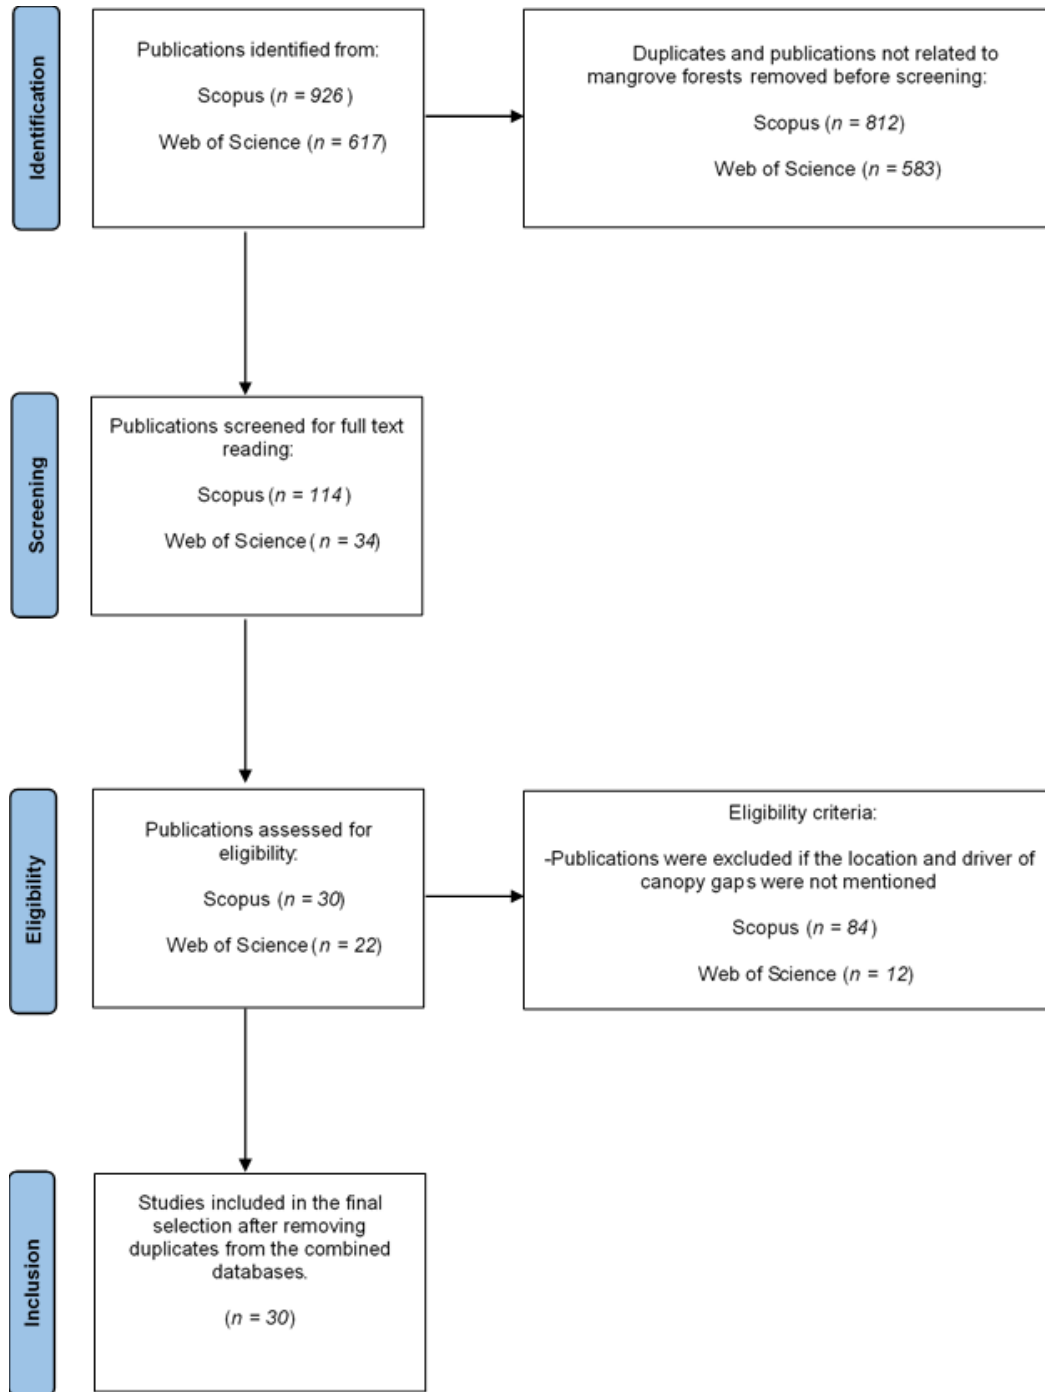 Identification
Publications identified from:
Scopus (n = 926 )
Web of Science (n = 617)
Duplicates and publications not related to
mangrove forests removed before screening:
Scopus (n = 812)
Web of Science (n = 583)
Screening
Publications screened for full text
reading:
Scopus (n = 114)
Web of Science ( n = 34)
Eligibility
Publications assessed for
eligibility:
Scopus (n = 30)
Web of Science (n = 22)
Eligibility criteria:
-Publications were excluded if the location and driver of
canopy gaps were not mentioned
Scopus (n = 84)
Web of Science (n = 12)
Inclusion
Studies included in the final
selection after removing
duplicates from the combined
databases.
(n = 30)